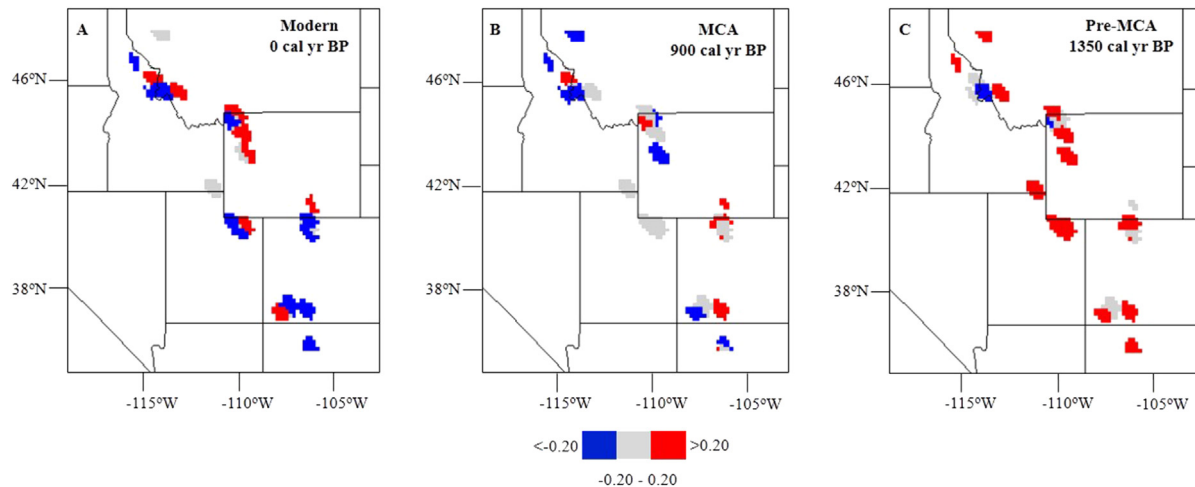 A Modern 0 cal yr BP
46°N
42°N
38°N
-115°W -110°W -105°W
B MCA 900 cal yr BP
46°N
42°N
38°N
-115°W -110°W -105°W
C Pre-MCA 1350 cal yr BP
46°N
42°N
38°N
-115°W -110°W -105°W
<-0.20 >0.20
-0.20 - 0.20